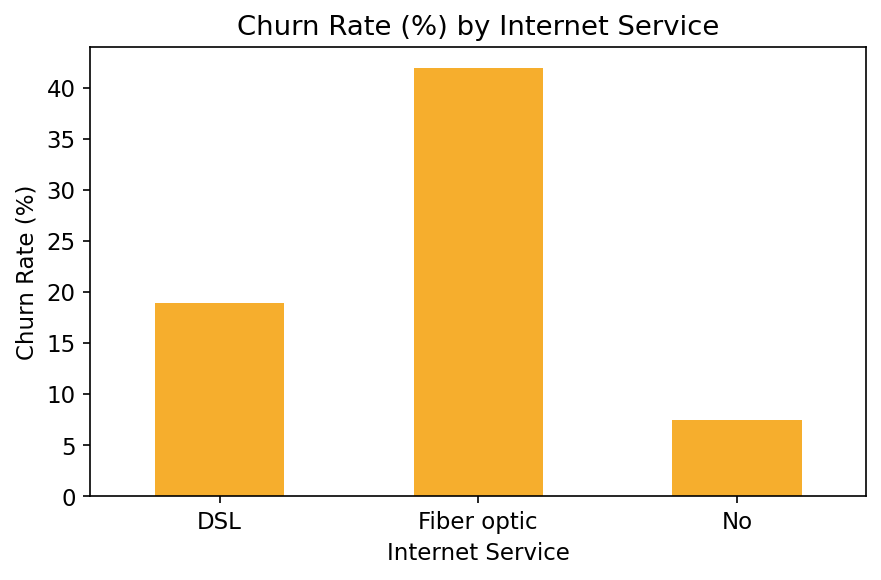 Churn Rate (%) by Internet Service
Churn Rate (%)
40
35
30
25
20
15
10
5
0
DSL Fiber optic No
Internet Service